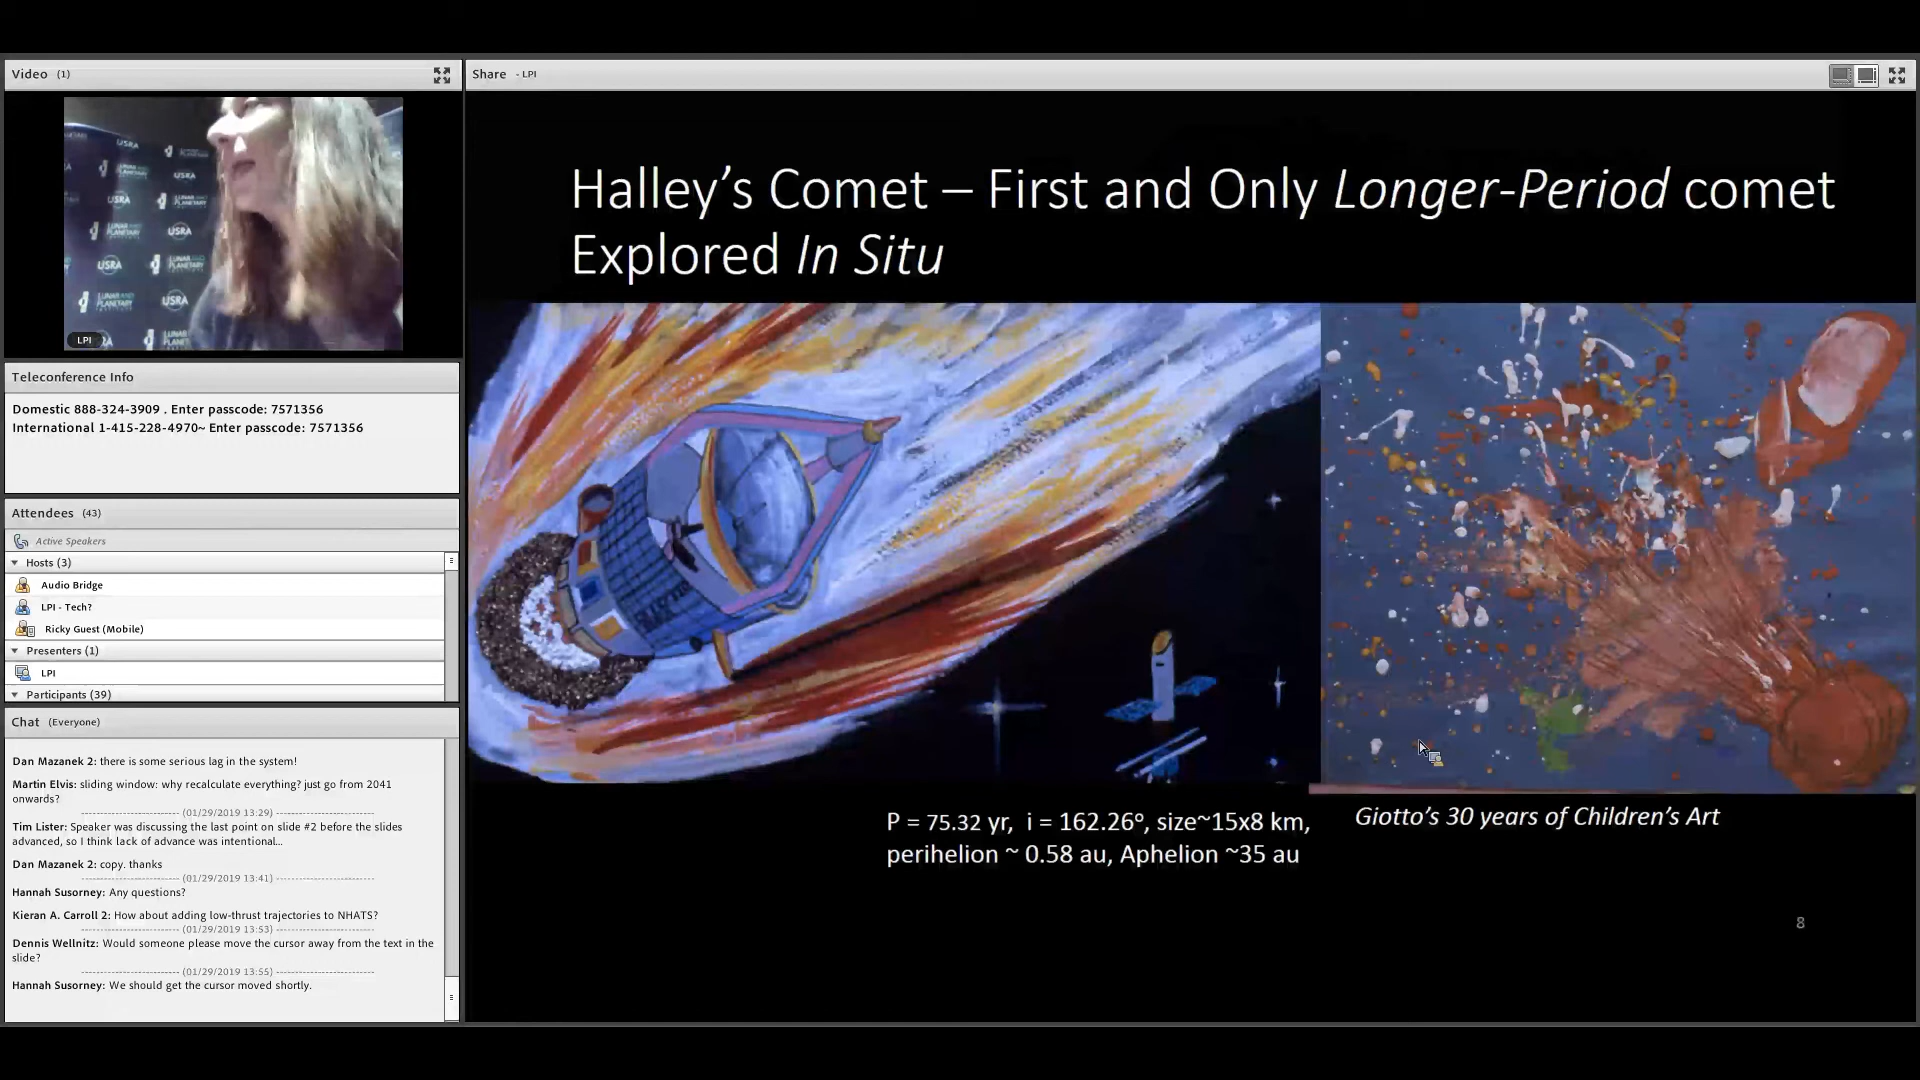 Video (1)
USRA
USRA
USRA
USRA
LUNAR AND
PLANETARY
USRA
LPI
Teleconference Info
Domestic 888-324-3909 . Enter passcode: 7571356
International 1-415-228-4970~ Enter passcode: 7571356
Attendees (43)
Active Speakers
Hosts (3)
Audio Bridge
LPI - Tech?
Ricky Guest (Mobile)
Presenters (1)
LPI
Participants (39)
Chat (Everyone)
Dan Mazanek 2: there is some serious lag in the system!
Martin Elvis: sliding window: why recalculate everything? just go from 2041
onwards?
(01/29/2019 13:29)
Tim Lister: Speaker was discussing the last point on slide #2 before the slides
advanced, so I think lack of advance was intentional...
Dan Mazanek 2: copy. thanks
(01/29/2019 13:41)
Hannah Susorney: Any questions?
Kieran A. Carroll 2: How about adding low-thrust trajectories to NHATS?
(01/29/2019 13:53)
Dennis Wellnitz: Would someone please move the cursor away from the text in the
slide?
(01/29/2019 13:55)
Hannah Susorney: We should get the cursor moved shortly.
Share - LPI
Halley’s Comet – First and Only Longer-Period comet
Explored In Situ
P = 75.32 yr, i = 162.26º, size~15x8 km,
perihelion ~ 0.58 au, Aphelion ~35 au
Giotto’s 30 years of Children’s Art
8